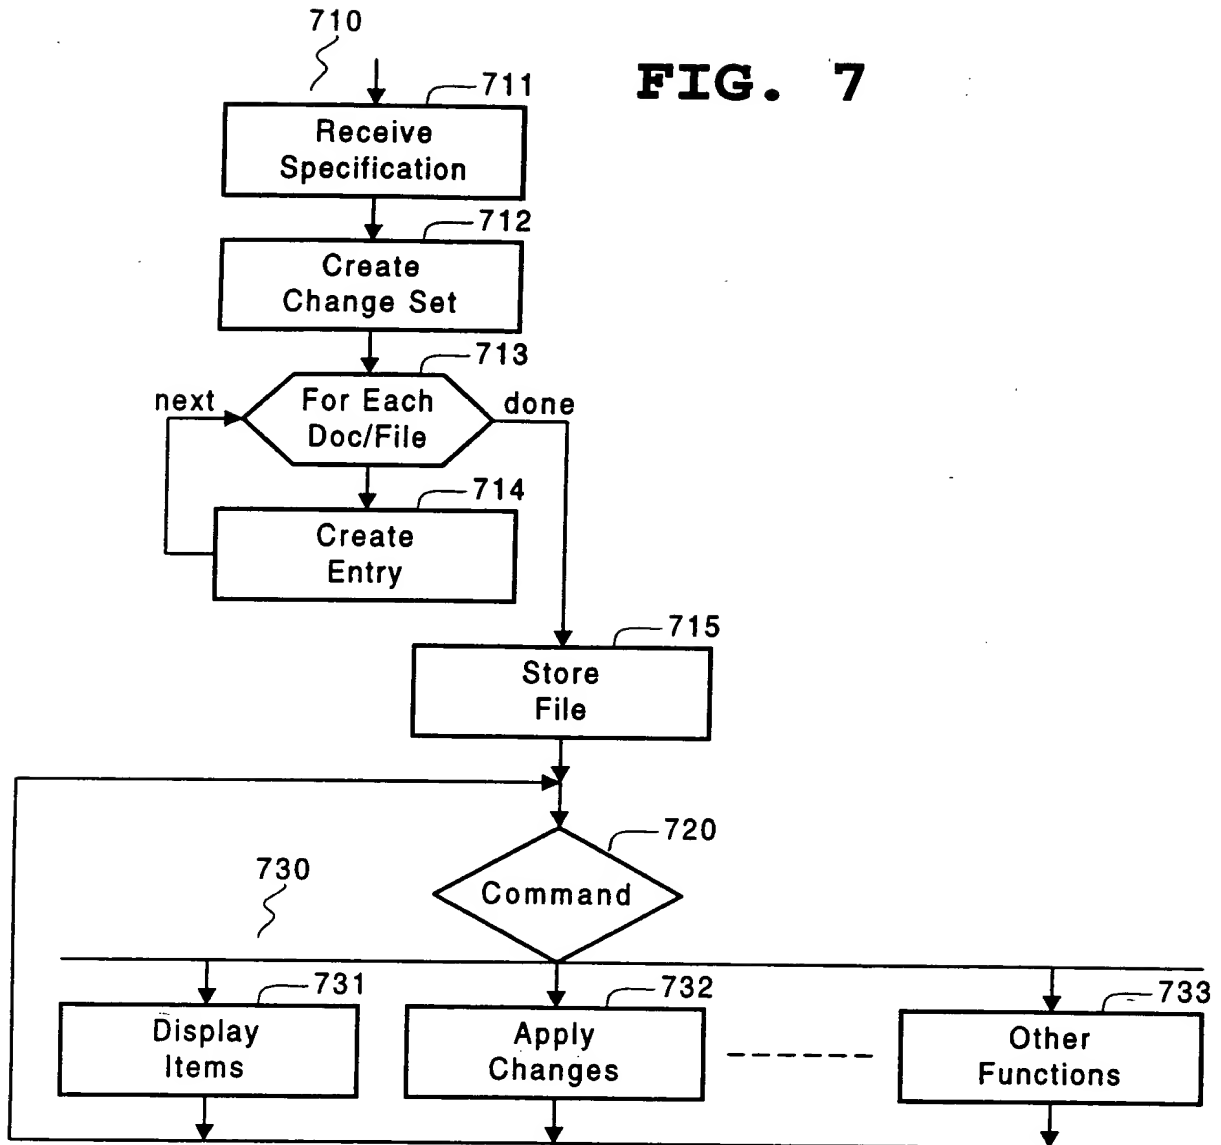 710
FIG. 7
711
Receive
Specification
712
Create
Change Set
713
next
For Each
Doc/File
done
714
Create
Entry
715
Store
File
720
Command
730
731
Display
Items
732
Apply
Changes
733
Other
Functions